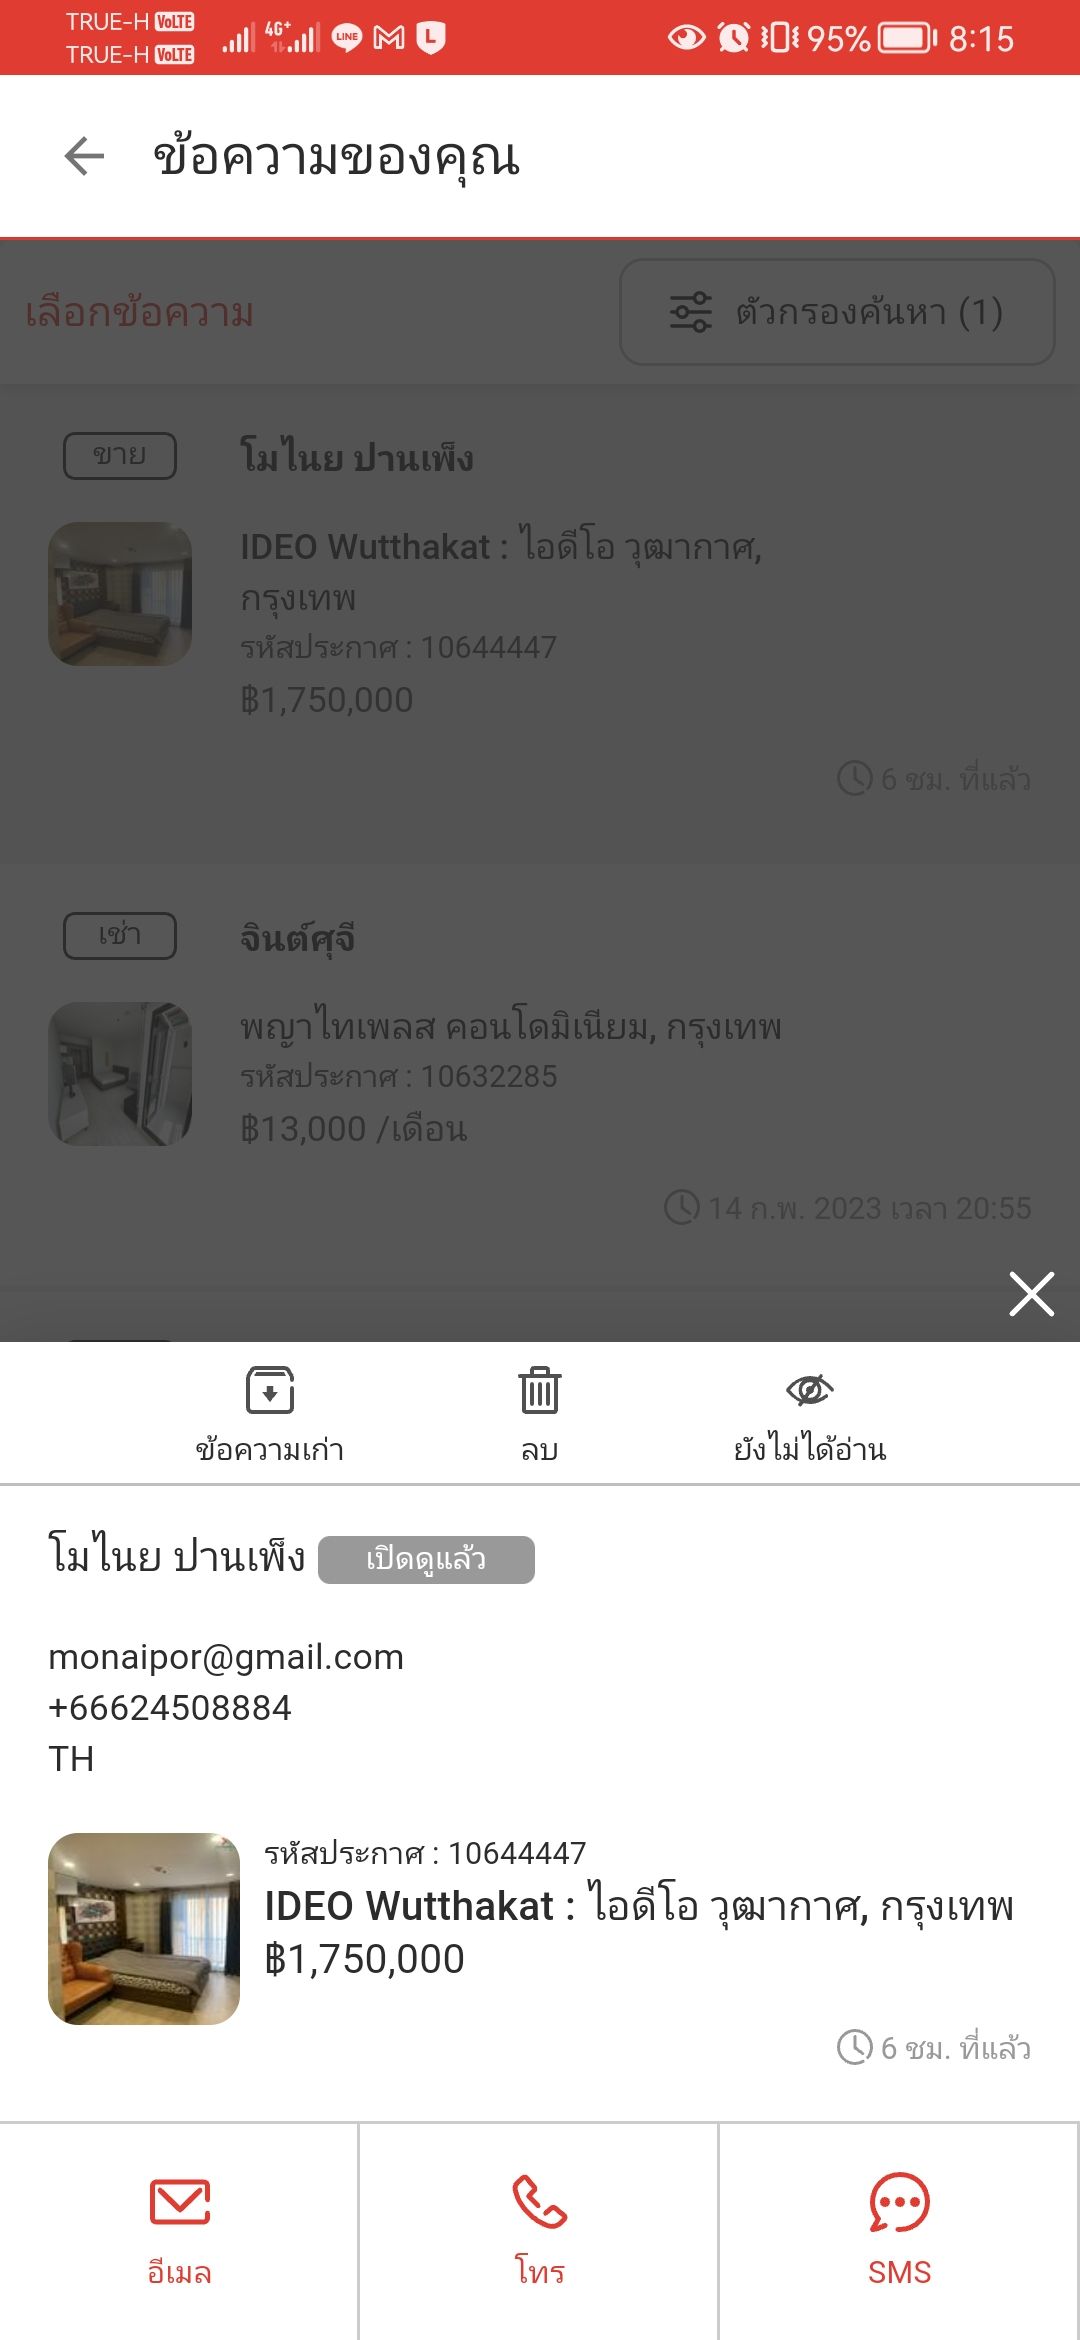 TRUE-H VoLTE
TRUE-H VoLTE
4G+
LINE
L
95%
8:15
ข้อความของคุณ
เลือกข้อความ
ตัวกรองค้นหา (1)
ขาย
โมไนย ปานเพ็ง
IDEO Wutthakat : ไอดีโอ วุฒากาศ,
กรุงเทพ
รหัสประกาศ : 10644447
฿1,750,000
6 ชม. ที่แล้ว
เช่า
จินต์ศุจี
พญาไทเพลส คอนโดมิเนียม, กรุงเทพ
รหัสประกาศ : 10632285
฿13,000 /เดือน
14 ก.พ. 2023 เวลา 20:55
ข้อความเก่า
ลบ
ยังไม่ได้อ่าน
โมไนย ปานเพ็ง
เปิดดูแล้ว
monaipor@gmail.com
+66624508884
TH
รหัสประกาศ : 10644447
IDEO Wutthakat : ไอดีโอ วุฒากาศ, กรุงเทพ
฿1,750,000
6 ชม. ที่แล้ว
อีเมล
โทร
SMS